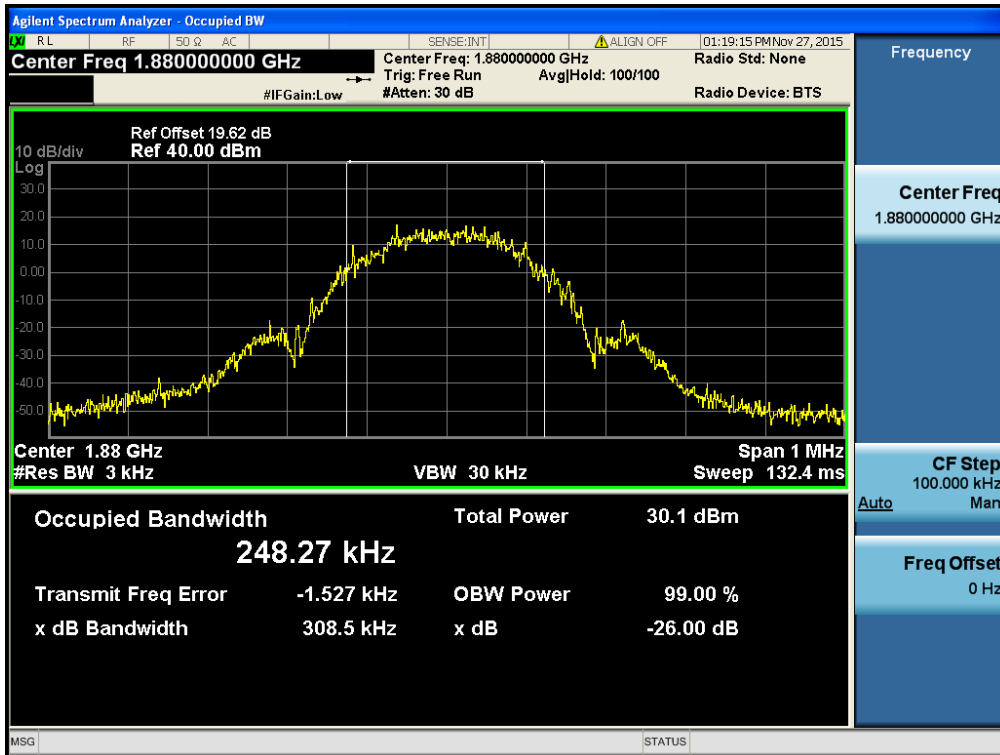 Agilent Spectrum Analyzer - Occupied BW
LXI RL RF 50 Ω AC SENSE:INT ALIGN OFF 01:19:15 PM Nov 27, 2015
Center Freq 1.880000000 GHz
Center Freq: 1.880000000 GHz Radio Std: None
Trig: Free Run Avg|Hold: 100/100
#IFGain:Low #Atten: 30 dB Radio Device: BTS
Ref Offset 19.62 dB
10 dB/div Ref 40.00 dBm
Log
30.0
20.0
10.0
0.00
-10.0
-20.0
-30.0
-40.0
-50.0
Center 1.88 GHz Span 1 MHz
#Res BW 3 kHz VBW 30 kHz Sweep 132.4 ms
Occupied Bandwidth Total Power 30.1 dBm
248.27 kHz
Transmit Freq Error -1.527 kHz OBW Power 99.00 %
x dB Bandwidth 308.5 kHz x dB -26.00 dB
MSG STATUS
Frequency
Center Freq
1.880000000 GHz
CF Step
100.000 kHz
Auto Man
Freq Offset
0 Hz